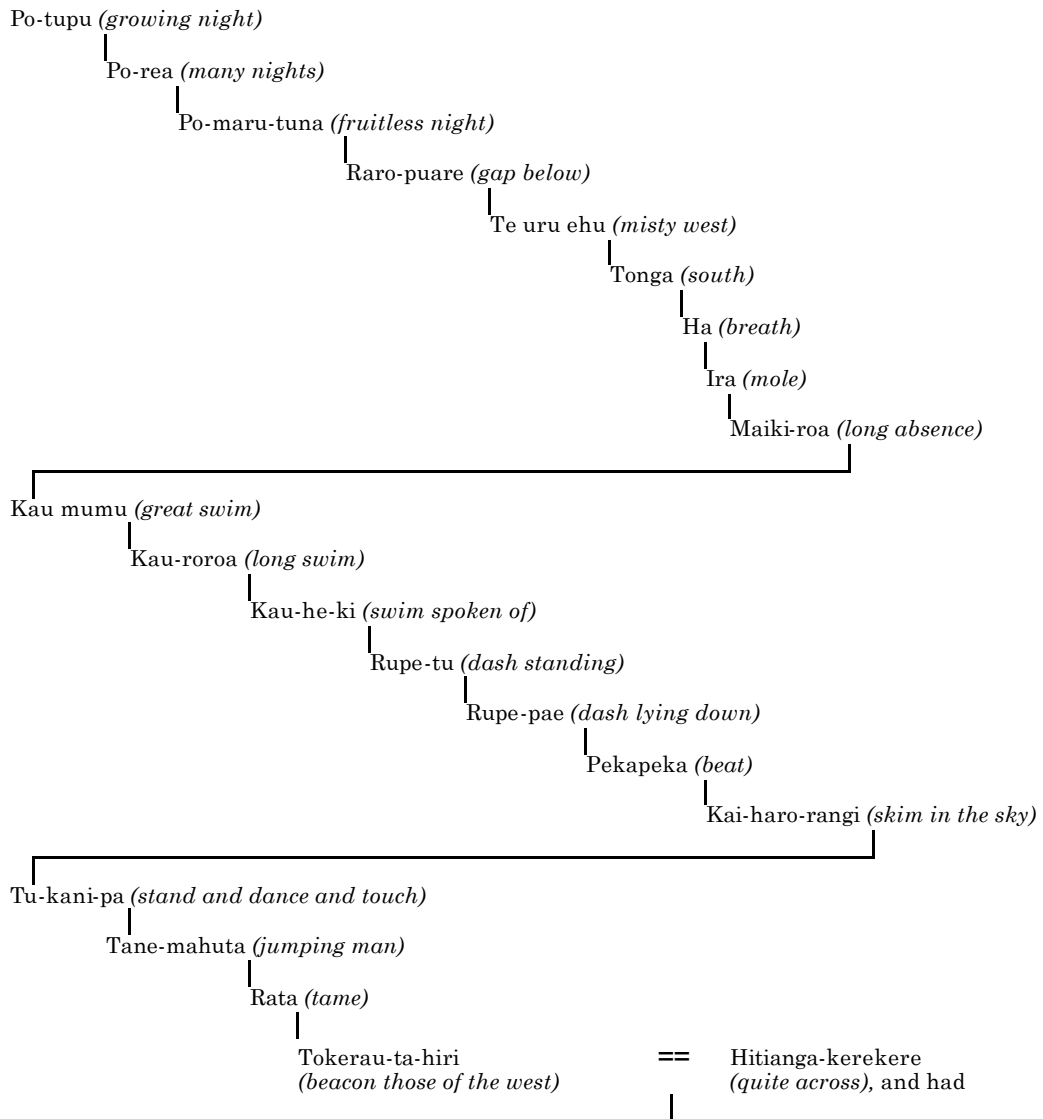 Po-tupu (growing night)
Po-rea (many nights)
Po-maru-tuna (fruitless night)
Raro-puare (gap below)
Te uru ehu (misty west)
Tonga (south)
Ha (breath)
Ira (mole)
Maiki-roa (long absence)
Kau mumu (great swim)
Kau-roroa (long swim)
Kau-he-ki (swim spoken of)
Rupe-tu (dash standing)
Rupe-pae (dash lying down)
Pekapeka (beat)
Kai-haro-rangi (skim in the sky)
Tu-kani-pa (stand and dance and touch)
Tane-mahuta (jumping man)
Rata (tame)
Tokerau-ta-hiri == Hitianga-kerekere
(beacon those of the west) (quite across), and had